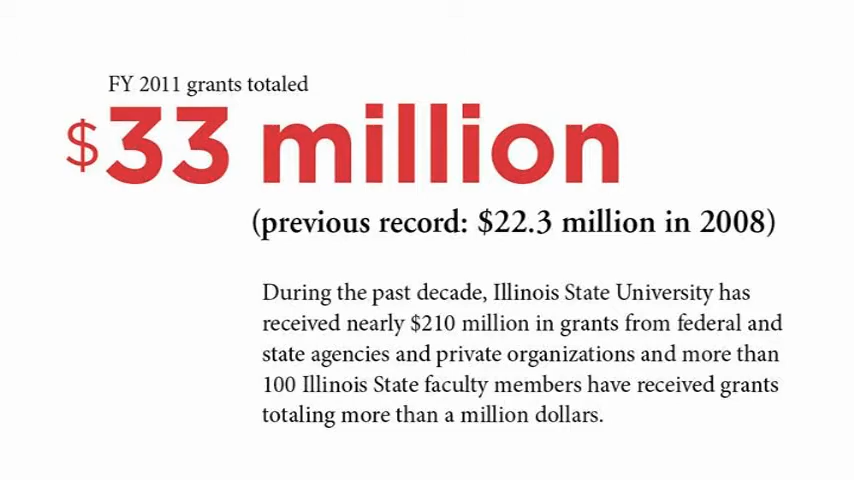 FY 2011 grants totaled
$33 million
(previous record: $22.3 million in 2008)
During the past decade, Illinois State University has
received nearly $210 million in grants from federal and
state agencies and private organizations and more than
100 Illinois State faculty members have received grants
totaling more than a million dollars.